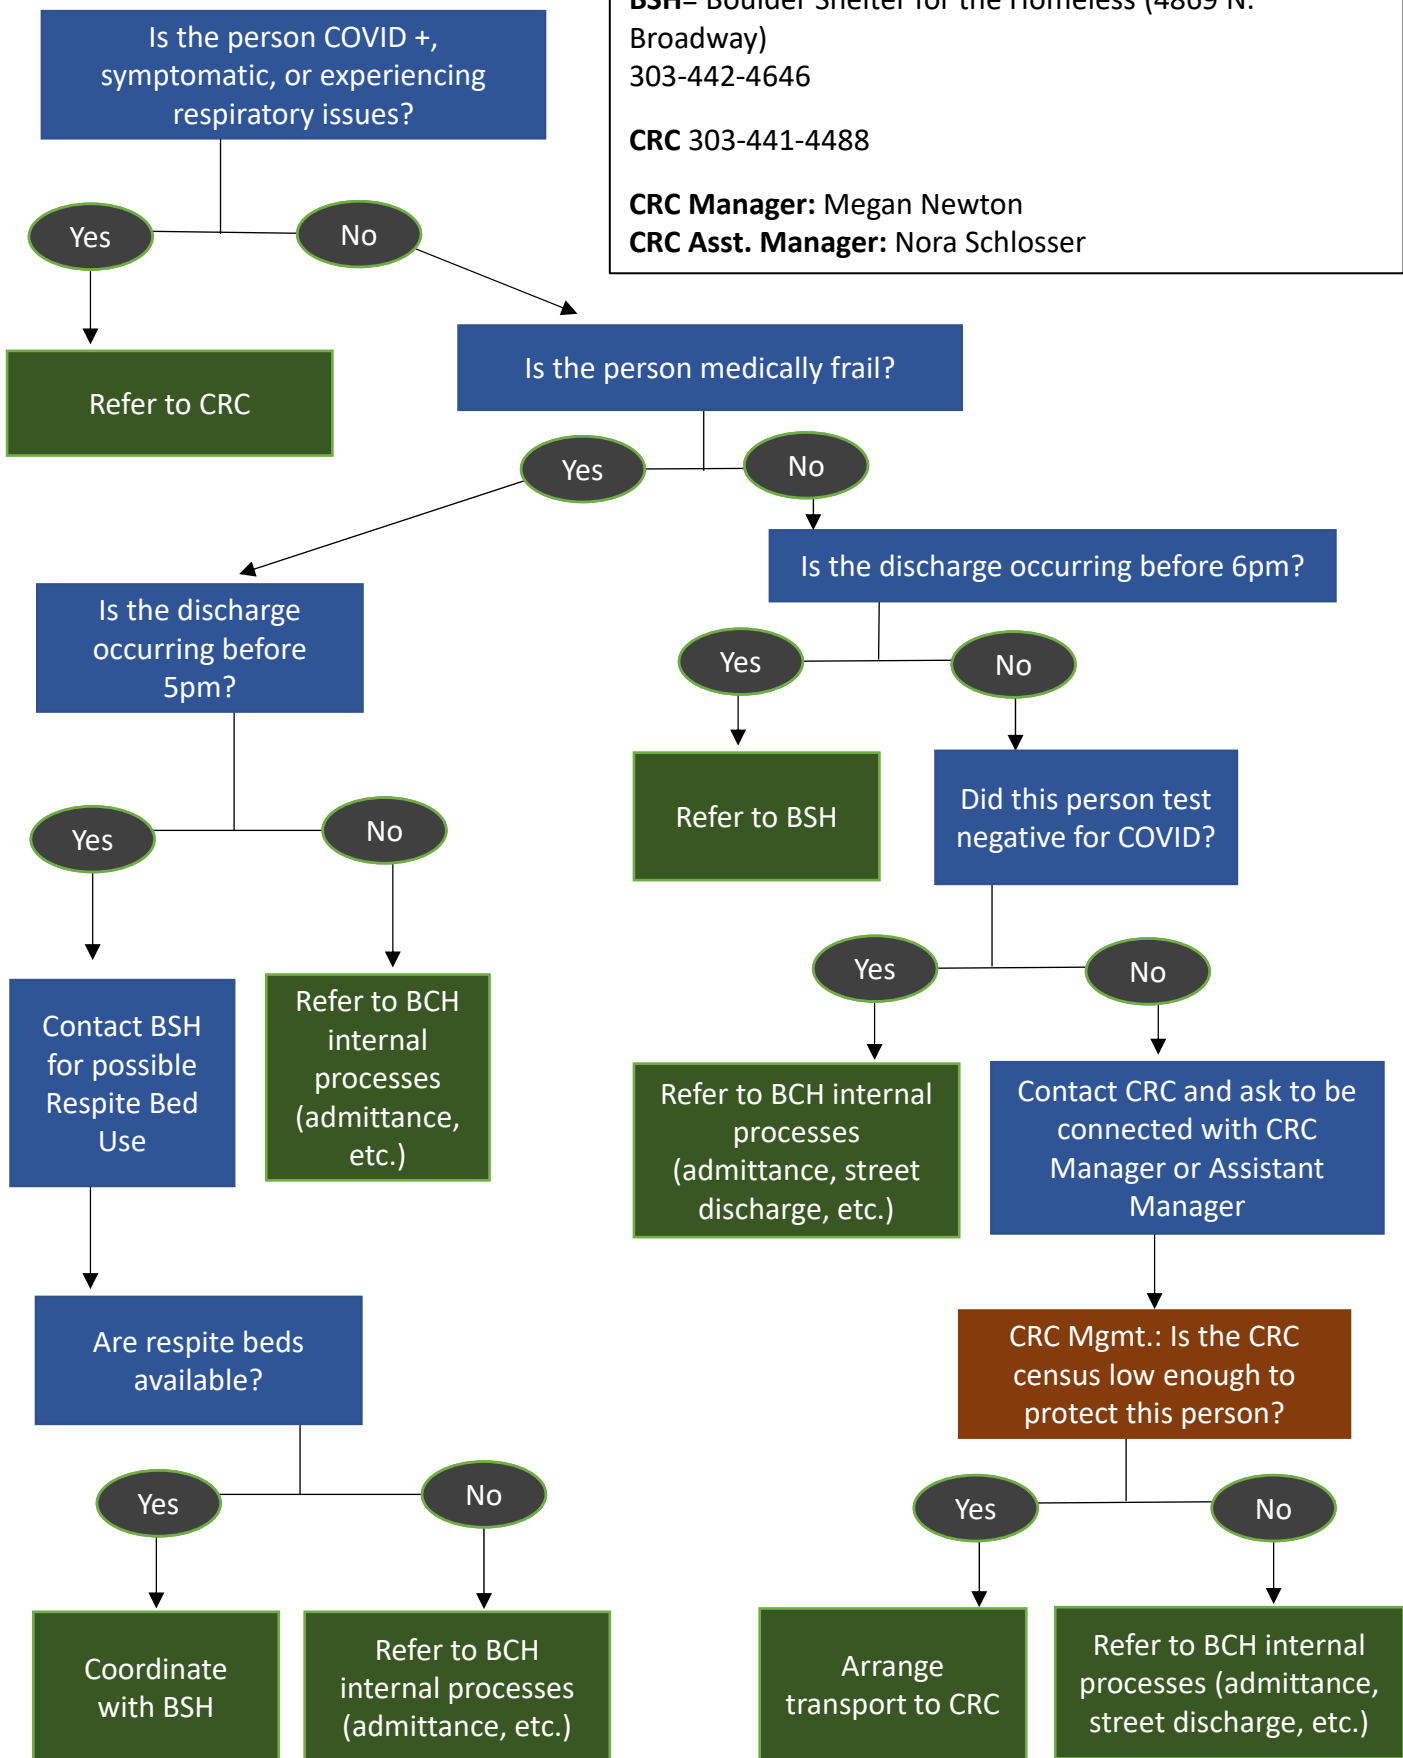 BSH= Boulder Shelter for the Homeless (4869 N.
Broadway)
303-442-4646
CRC 303-441-4488
CRC Manager: Megan Newton
CRC Asst. Manager: Nora Schlosser
Is the person COVID +,
symptomatic, or experiencing
respiratory issues?
Yes
No
Refer to CRC
Is the person medically frail?
Yes
No
Is the discharge occurring before 6pm?
Is the discharge
occurring before
5pm?
Yes
No
Refer to BSH
Did this person test
negative for COVID?
Yes
No
Yes
No
Contact BSH
for possible
Respite Bed
Use
Refer to BCH
internal
processes
(admittance,
etc.)
Refer to BCH internal
processes
(admittance, street
discharge, etc.)
Contact CRC and ask to be
connected with CRC
Manager or Assistant
Manager
Are respite beds
available?
CRC Mgmt.: Is the CRC
census low enough to
protect this person?
Yes
No
Yes
No
Coordinate
with BSH
Refer to BCH
internal processes
(admittance, etc.)
Arrange
transport to CRC
Refer to BCH internal
processes (admittance,
street discharge, etc.)